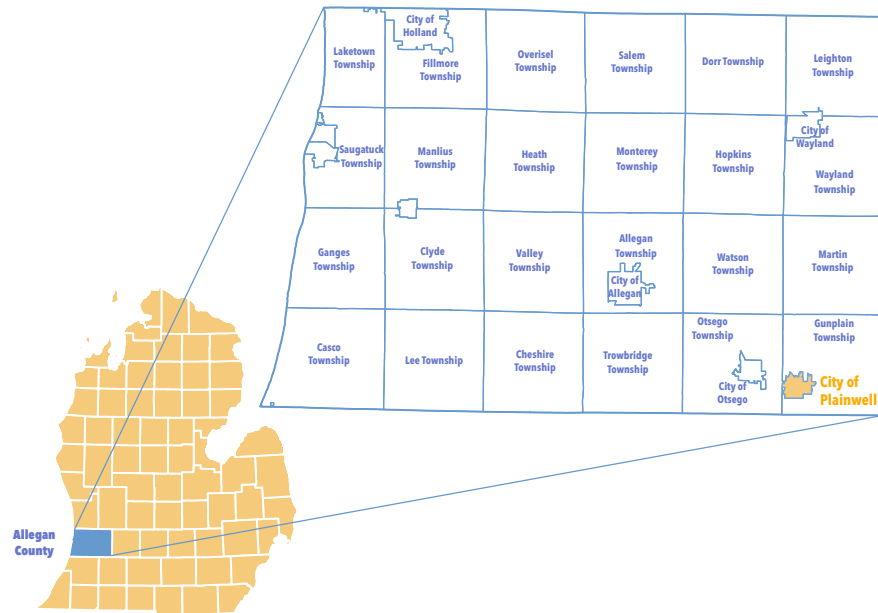 City of
Holland
Laketown
Township
Fillmore
Township
Overisel
Township
Salem
Township
Dorr Township
Leighton
Township
City of
Wayland
Saugatuck
Township
Manlius
Township
Heath
Township
Monterey
Township
Hopkins
Township
Wayland
Township
Ganges
Township
Clyde
Township
Valley
Township
Allegan
Township
City of
Allegan
Watson
Township
Martin
Township
Casco
Township
Lee Township
Cheshire
Township
Trowbridge
Township
Otsego
Township
City of
Otsego
Gunplain
Township
City of
Plainwell
Allegan
County